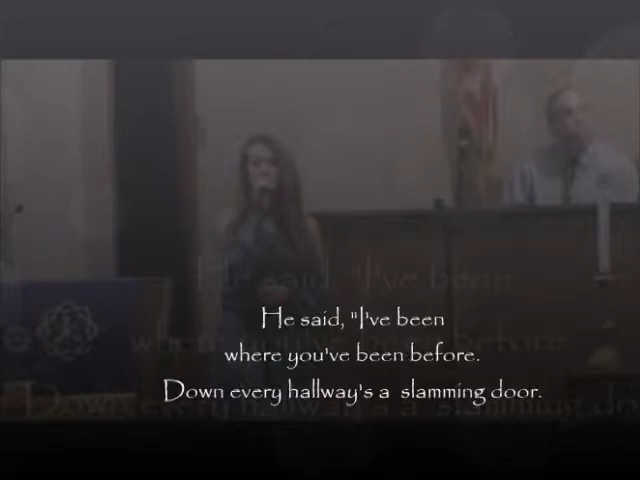 He said, "I've been
where you've been before.
Down every hallway's a slamming door.